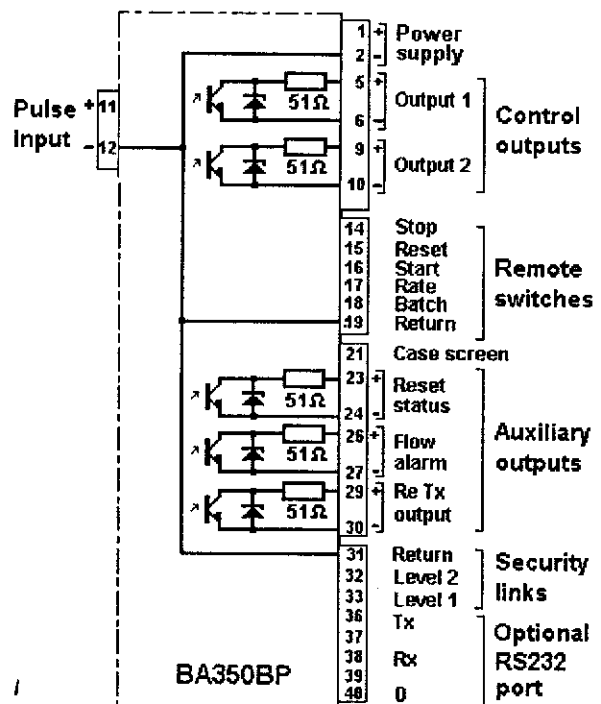 1 + Power
2 - supply
5 + 51Ω
6 - Output 1
Control
outputs
Pulse
Input
+ 11
- 12
9 + 51Ω
10 - Output 2
14 Stop
15 Reset
16 Start
17 Rate
18 Batch
19 Return
Remote
switches
21 Case screen
23 + Reset
51Ω
24 - status
26 + Flow
51Ω
27 - alarm
29 + Re Tx
51Ω
30 - output
Auxiliary
outputs
31 Return
32 Level 2
33 Level 1
Security
links
36 Tx
37
38 Rx
39
40 0
Optional
RS232
port
BA350BP